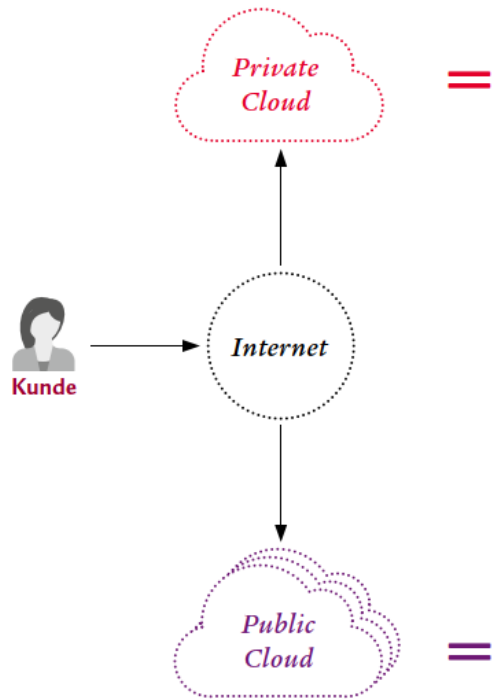 Private
Cloud
=
Internet
Kunde
Public
Cloud
=